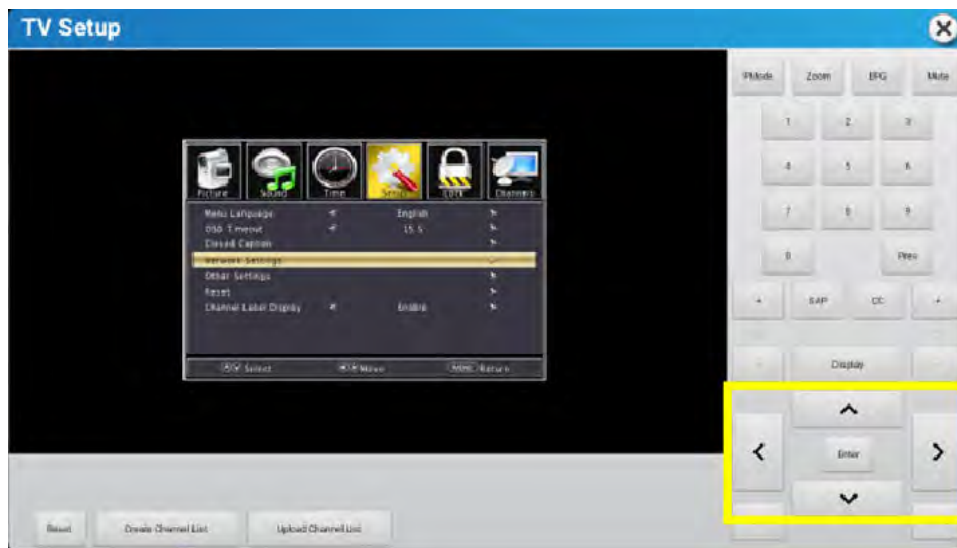 TV Setup
IPMode Zoom EPG Mute
1 2 3
4 5 6
7 8 9
0 Prev
+ SAP CC +
- Display -
Enter
Picture Sound Time Setup Lock Channels
Menu Language English
OSD Timeout 15 S
Closed Caption
Network Settings
Other Settings
Reset
Channel Label Display Enable
Select Move Return
Reset Create Channel List Upload Channel List